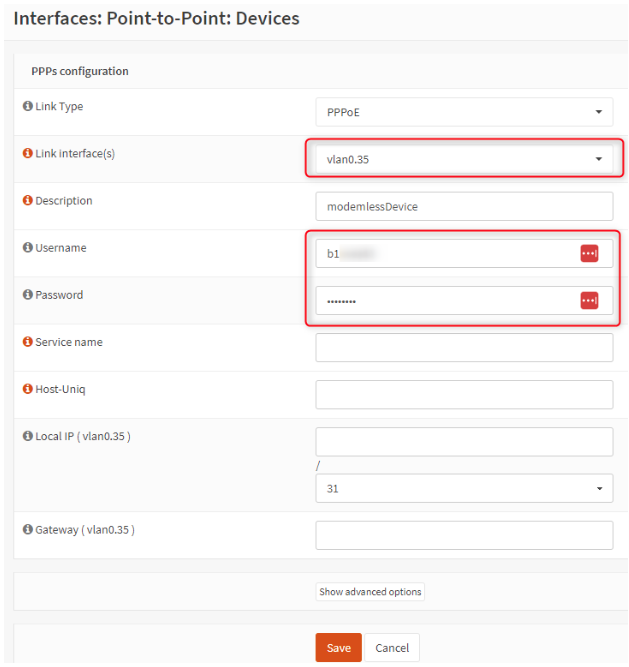 Interfaces: Point-to-Point: Devices
PPPs configuration
Link Type
PPPoE
Link interface(s)
vlan0.35
Description
modemlessDevice
Username
b1
Password
••••••••
Service name
Host-Uniq
Local IP ( vlan0.35 )
/
31
Gateway ( vlan0.35 )
Show advanced options
Save Cancel